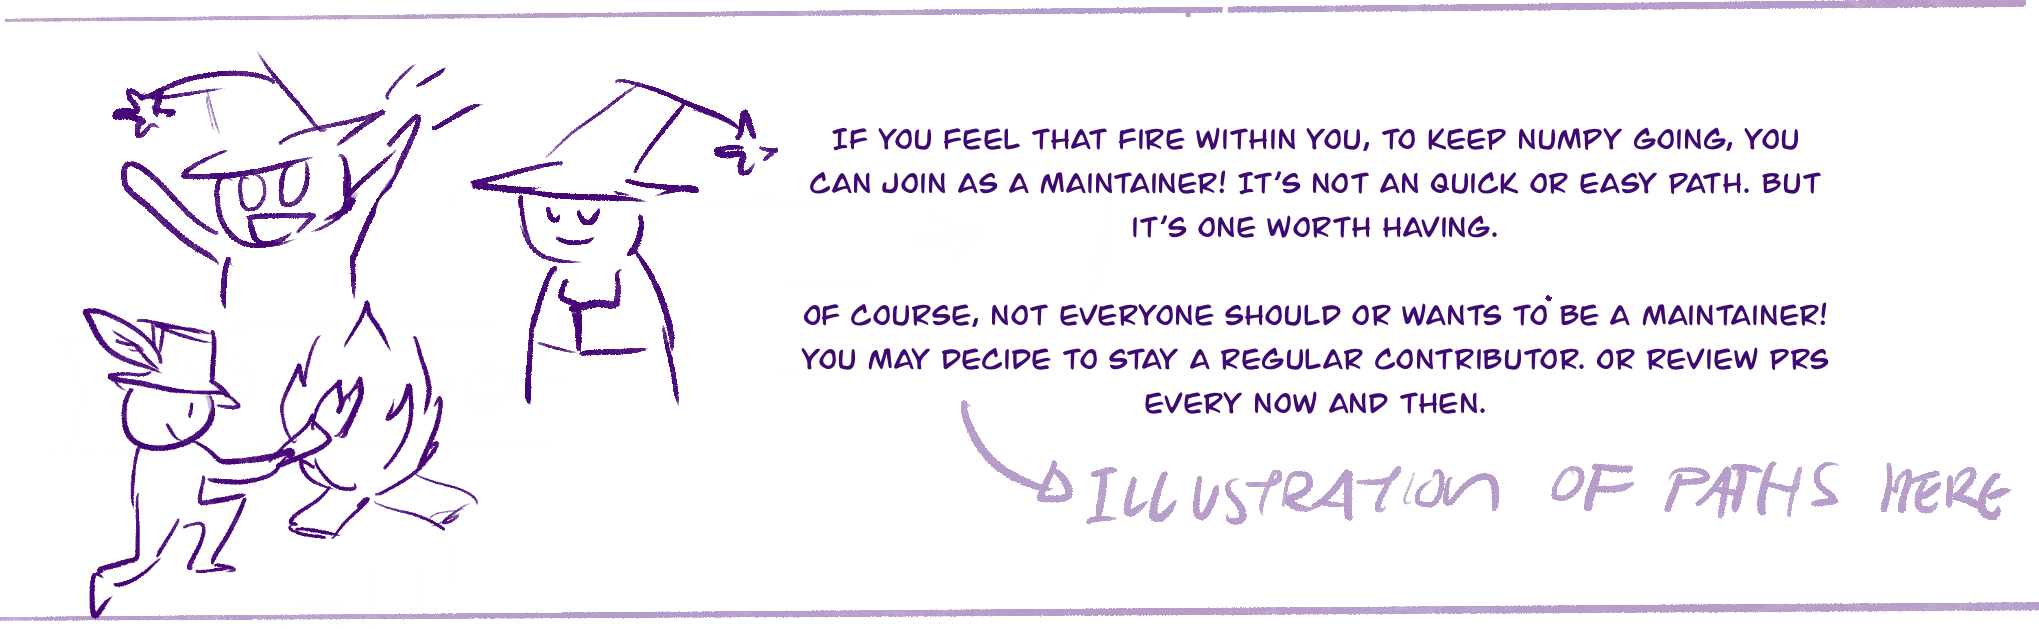 IF YOU FEEL THAT FIRE WITHIN YOU, TO KEEP NUMPY GOING, YOU
CAN JOIN AS A MAINTAINER! IT'S NOT AN QUICK OR EASY PATH. BUT
IT'S ONE WORTH HAVING.
OF COURSE, NOT EVERYONE SHOULD OR WANTS TO BE A MAINTAINER!
YOU MAY DECIDE TO STAY A REGULAR CONTRIBUTOR. OR REVIEW PRS
EVERY NOW AND THEN.
ILLUSTRATION OF PATHS HERE